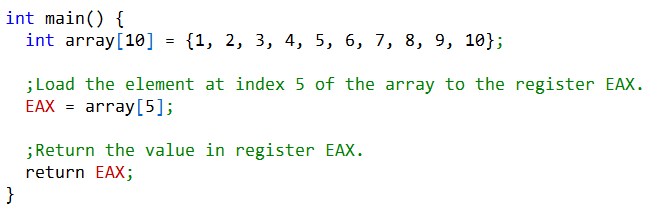 int main() {
int array[10] = {1, 2, 3, 4, 5, 6, 7, 8, 9, 10};
;Load the element at index 5 of the array to the register EAX.
EAX = array[5];
;Return the value in register EAX.
return EAX;
}